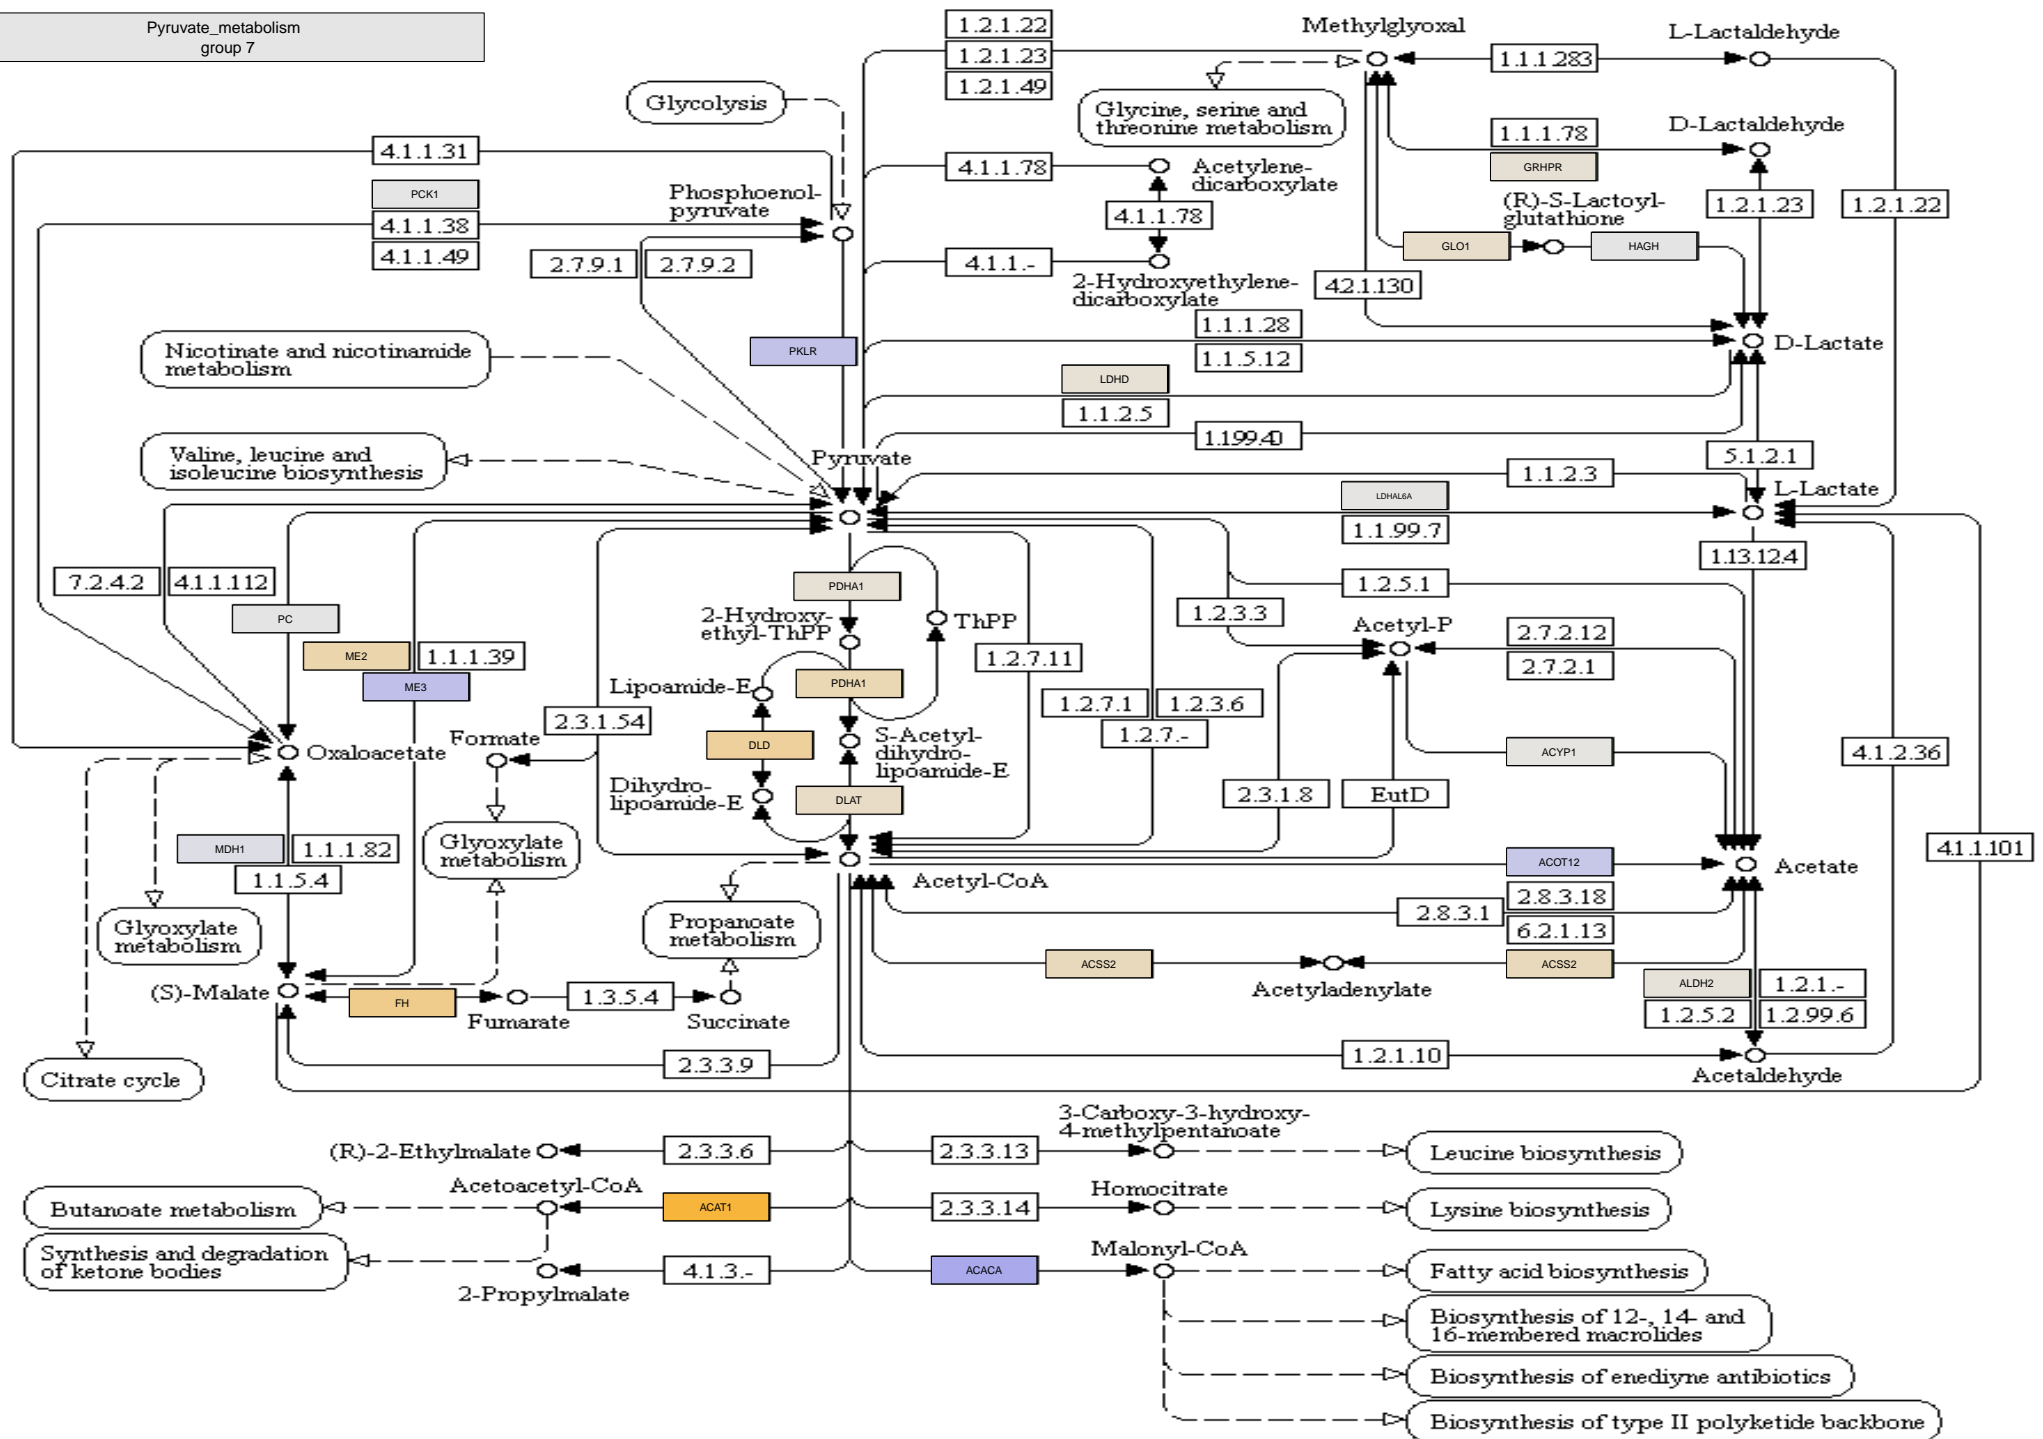 Pyruvate_metabolism
group 7
1.2.1.22
1.2.1.23
1.2.1.49
Methylglyoxal
L-Lactaldehyde
1.1.1.283
Glycolysis
Glycine, serine and
threonine metabolism
1.1.1.78
D-Lactaldehyde
GRHPR
4.1.1.31
PCK1
4.1.1.38
4.1.1.49
Phosphoenol-
pyruvate
4.1.1.78
Acetylene-
dicarboxylate
4.1.1.78
(R)-S-Lactoyl-
glutathione
1.2.1.23
1.2.1.22
GLO1
HAGH
2.7.9.1
2.7.9.2
4.1.1.-
2-Hydroxyethylene-
dicarboxylate
4.2.1.130
1.1.1.28
1.1.5.12
D-Lactate
Nicotinate and nicotinamide
metabolism
PKLR
LDHD
1.1.2.5
1.1.99.40
Valine, leucine and
isoleucine biosynthesis
Pyruvate
5.1.2.1
1.1.2.3
L-Lactate
LDHAL6A
1.1.99.7
1.13.12.4
7.2.4.2
4.1.1.112
PC
ME2
1.1.1.39
ME3
PDHA1
2-Hydroxy-
ethyl-ThPP
ThPP
1.2.7.11
1.2.5.1
1.2.3.3
Acetyl-P
2.7.2.12
2.7.2.1
Lipoamide-E
PDHA1
2.3.1.54
1.2.7.1
1.2.3.6
1.2.7.-
Oxaloacetate
Formate
DLD
S-Acetyl-
dihydro-
lipoamide-E
ACYP1
4.1.2.36
Dihydro-
lipoamide-E
DLAT
2.3.1.8
EutD
MDH1
1.1.1.82
1.1.5.4
Glyoxylate
metabolism
4.1.1.101
Acetyl-CoA
ACOT12
Acetate
2.8.3.18
2.8.3.1
6.2.1.13
Glyoxylate
metabolism
Propanoate
metabolism
ACSS2
Acetyladenylate
ACSS2
ALDH2
1.2.1.-
1.2.5.2
1.2.99.6
(S)-Malate
FH
Fumarate
1.3.5.4
Succinate
2.3.3.9
1.2.1.10
Acetaldehyde
Citrate cycle
(R)-2-Ethylmalate
2.3.3.6
2.3.3.13
3-Carboxy-3-hydroxy-
4-methylpentanoate
Leucine biosynthesis
Butanoate metabolism
Acetoacetyl-CoA
ACAT1
2.3.3.14
Homocitrate
Lysine biosynthesis
Synthesis and degradation
of ketone bodies
2-Propylmalate
4.1.3.-
ACACA
Malonyl-CoA
Fatty acid biosynthesis
Biosynthesis of 12-, 14- and
16-membered macrolides
Biosynthesis of enediyne antibiotics
Biosynthesis of type II polyketide backbone